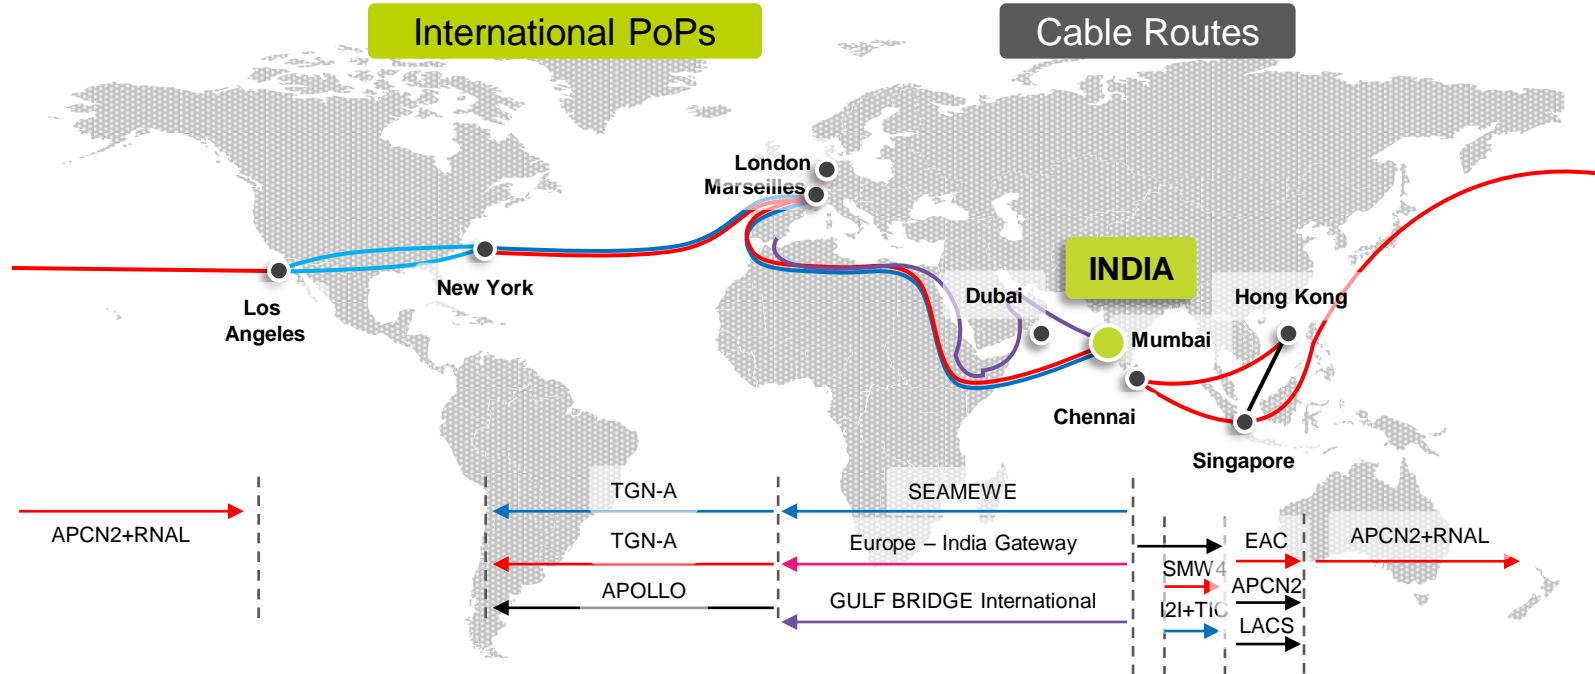 International PoPs
Cable Routes
London
Marseilles
INDIA
New York
Dubai
Hong Kong
Los
Angeles
Mumbai
Chennai
Singapore
TGN-A
SEAMEWE
APCN2+RNAL
TGN-A
Europe – India Gateway
EAC
APCN2+RNAL
SMW4
APOLLO
GULF BRIDGE International
APCN2
I2I+TIC
LACS